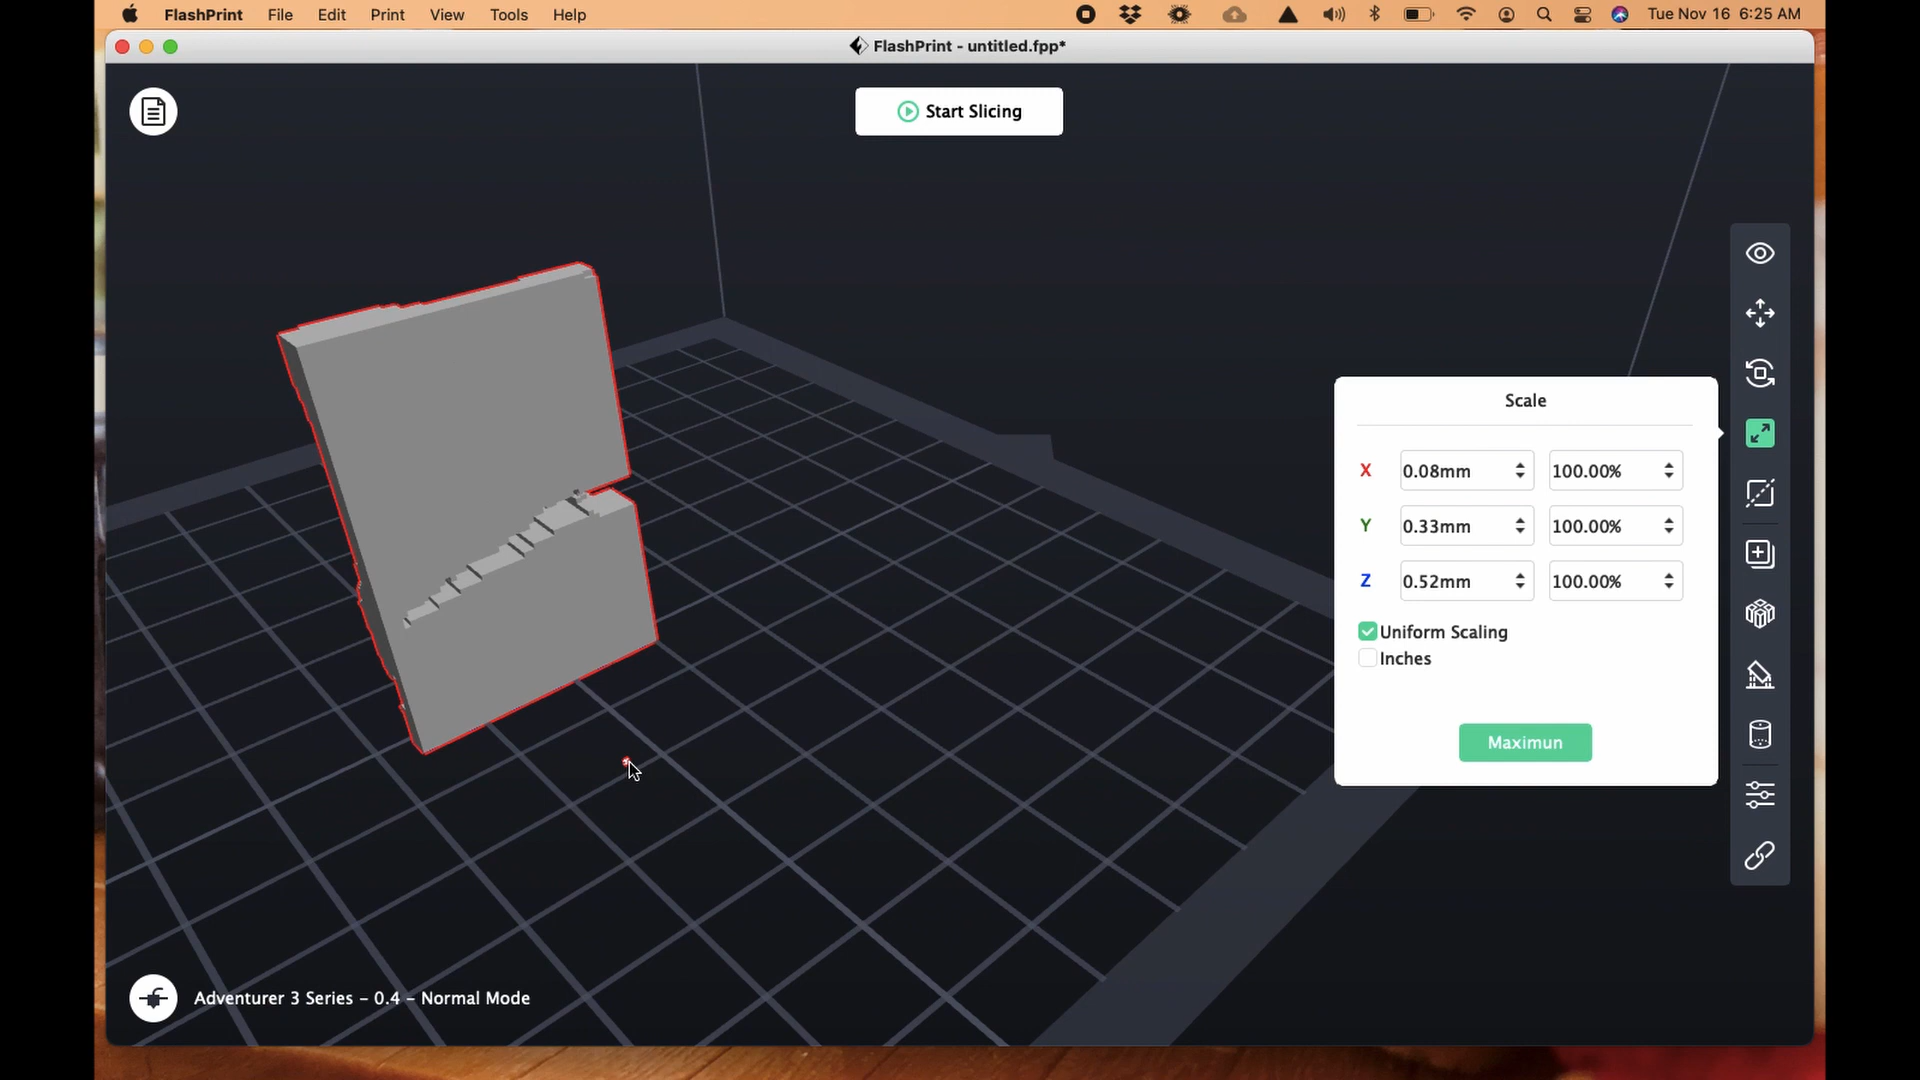 FlashPrint File Edit Print View Tools Help Tue Nov 16 6:25 AM
FlashPrint - untitled.fpp*
Start Slicing
Scale
X 0.08mm 100.00%
Y 0.33mm 100.00%
Z 0.52mm 100.00%
Uniform Scaling
Inches
Maximun
Adventurer 3 Series - 0.4 - Normal Mode